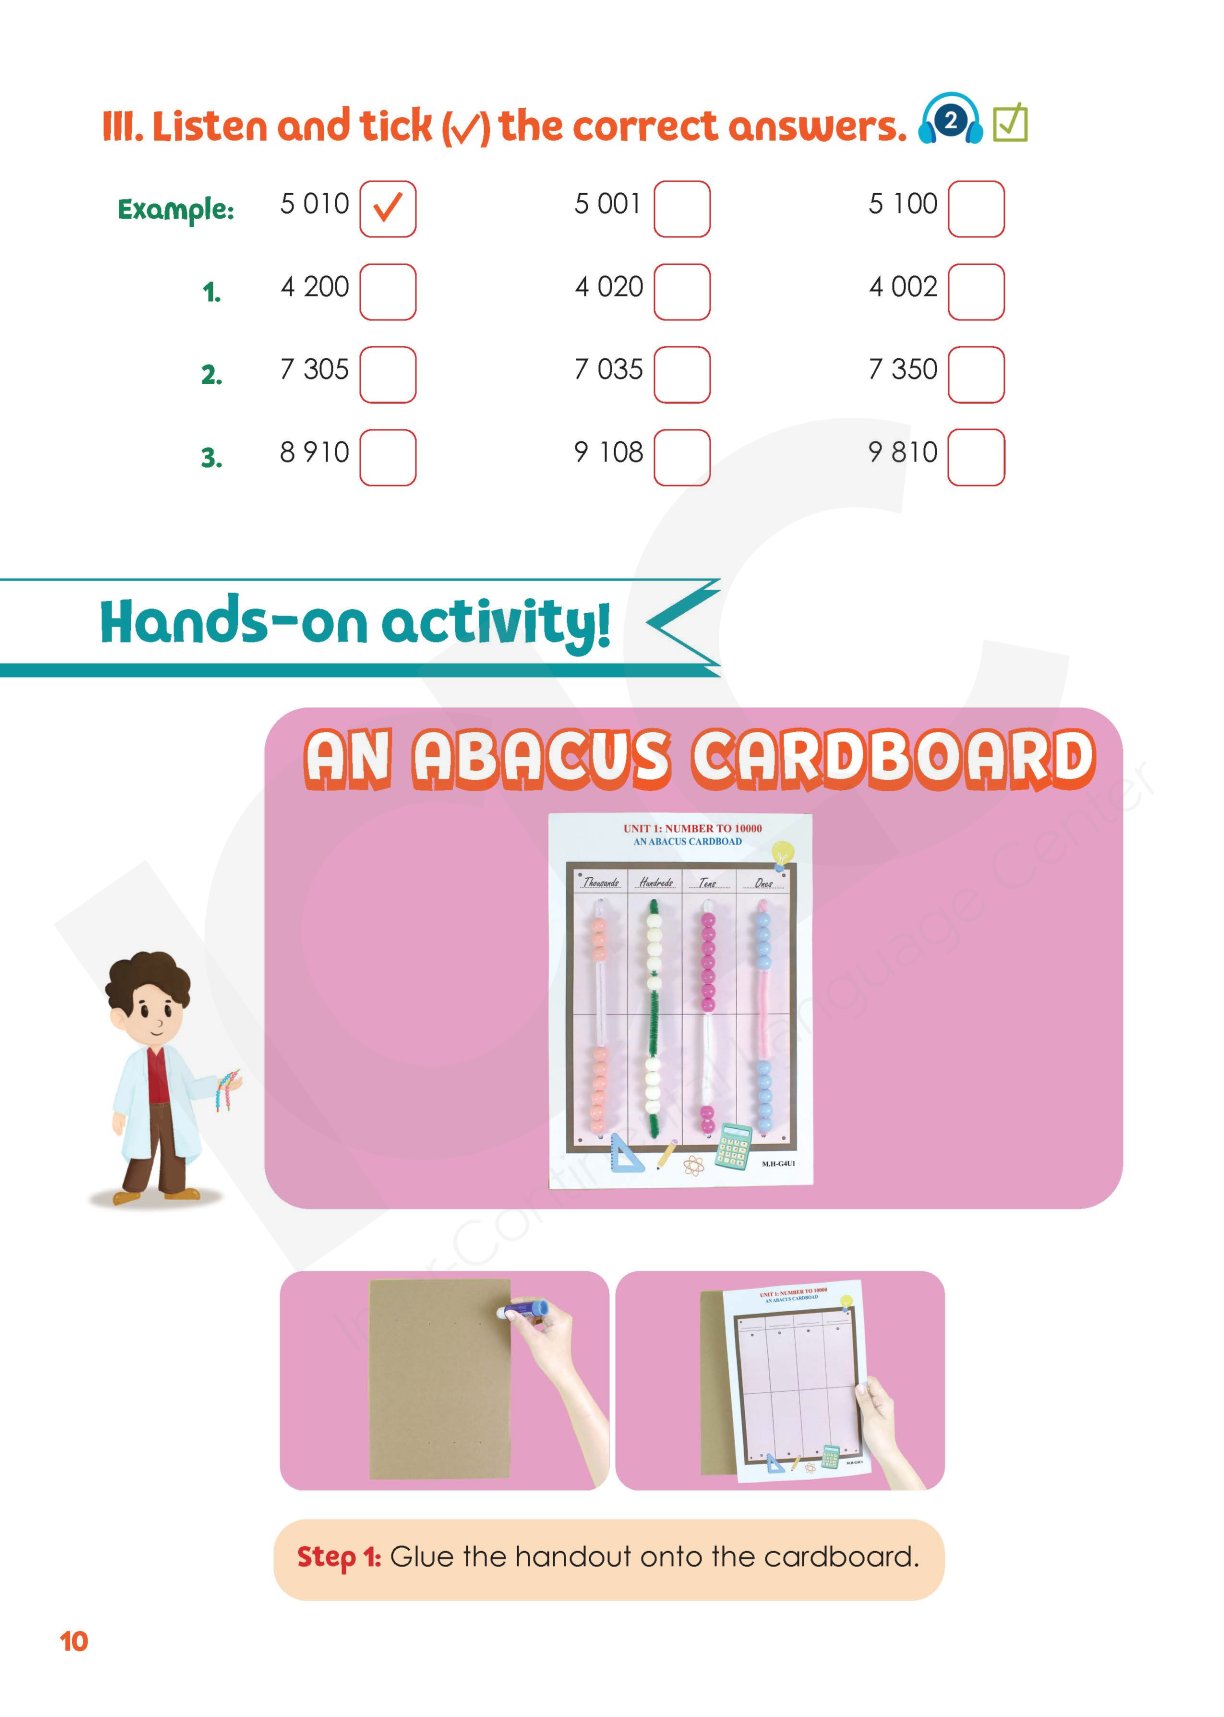 III. Listen and tick (✓) the correct answers. 2
Example: 5 010 ✓ 5 001 5 100
1. 4 200 4 020 4 002
2. 7 305 7 035 7 350
3. 8 910 9 108 9 810
Hands-on activity!
AN ABACUS CARDBOARD
UNIT 1: NUMBER TO 10000
AN ABACUS CARDBOAD
Thousands Hundreds Tens Ones
M.H-G4U1
UNIT 1: NUMBER TO 10000
AN ABACUS CARDBOAD
M.H-G4U1
Step 1: Glue the handout onto the cardboard.
10